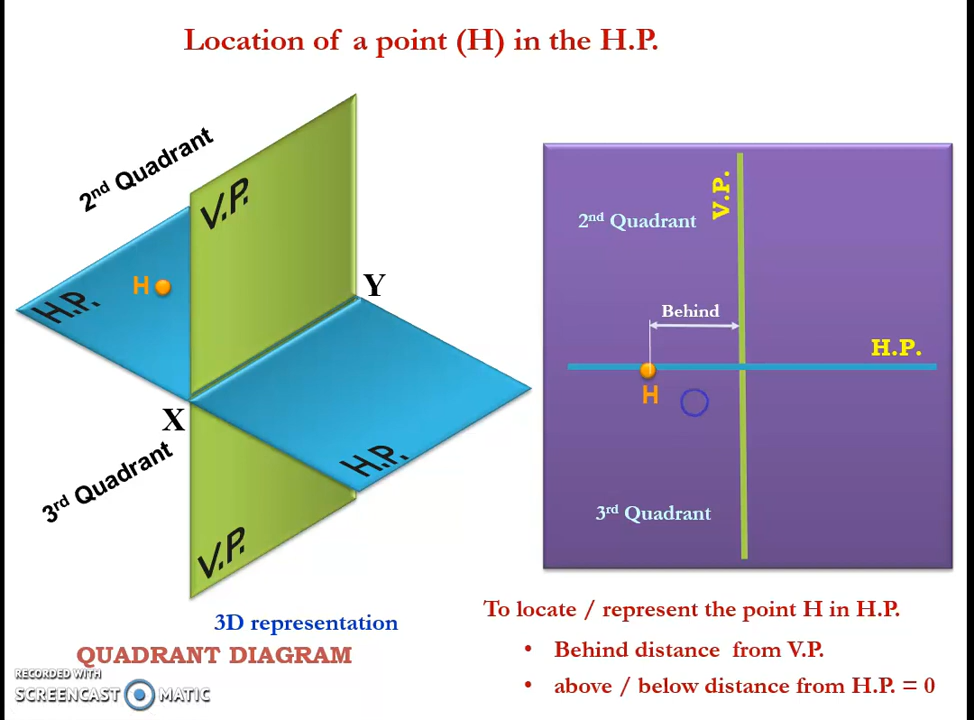 Location of a point (H) in the H.P.
2nd Quadrant
V.P.
H
H.P.
Y
X
H.P.
3rd Quadrant
V.P.
3D representation
QUADRANT DIAGRAM
V.P.
2nd Quadrant
Behind
H.P.
H
3rd Quadrant
To locate / represent the point H in H.P.
• Behind distance from V.P.
• above / below distance from H.P. = 0
RECORDED WITH
SCREENCAST MATIC